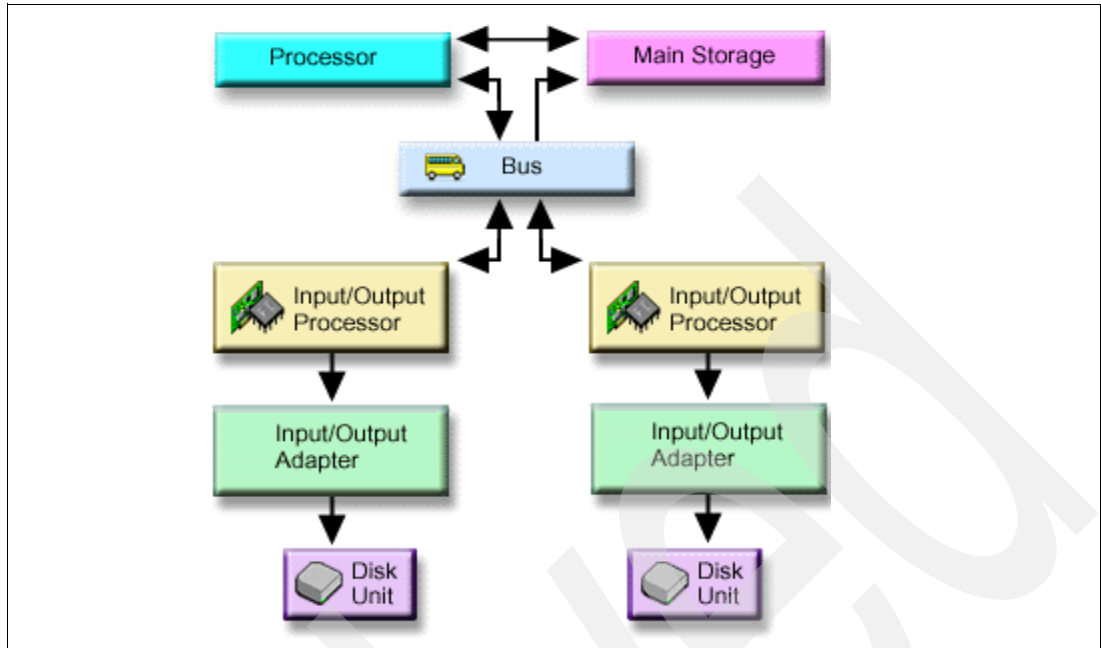 Processor
Main Storage
Bus
Input/Output
Processor
Input/Output
Processor
Input/Output
Adapter
Input/Output
Adapter
Disk
Unit
Disk
Unit